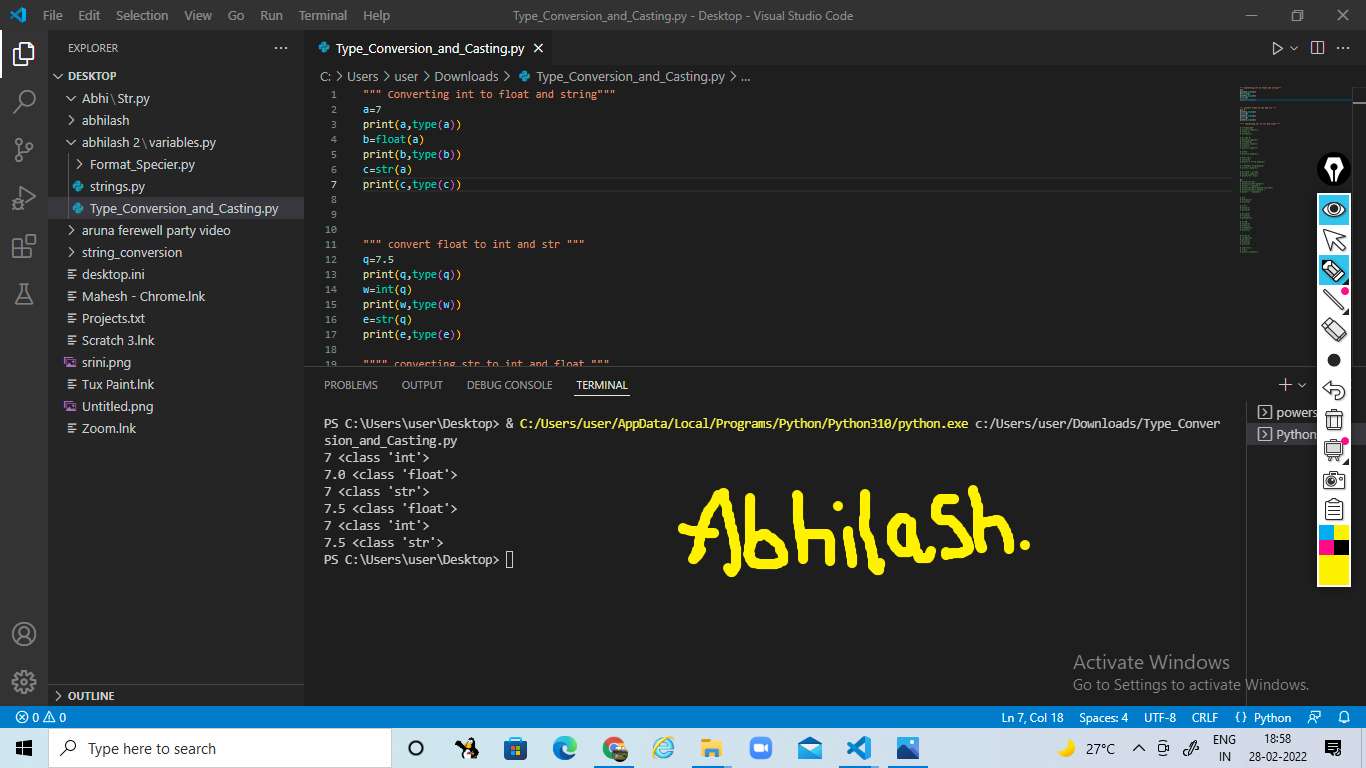 File Edit Selection View Go Run Terminal Help
Type_Conversion_and_Casting.py - Desktop - Visual Studio Code
EXPLORER
DESKTOP
Abhi\Str.py
abhilash
abhilash 2\variables.py
Format_Specier.py
strings.py
Type_Conversion_and_Casting.py
aruna ferewell party video
string_conversion
desktop.ini
Mahesh - Chrome.lnk
Projects.txt
Scratch 3.lnk
srini.png
Tux Paint.lnk
Untitled.png
Zoom.lnk
OUTLINE
Type_Conversion_and_Casting.py
C: > Users > user > Downloads > Type_Conversion_and_Casting.py > ...
1 """ Converting int to float and string"""
2 a=7
3 print(a,type(a))
4 b=float(a)
5 print(b,type(b))
6 c=str(a)
7 print(c,type(c))
8
9
10
11 """ convert float to int and str """
12 q=7.5
13 print(q,type(q))
14 w=int(q)
15 print(w,type(w))
16 e=str(q)
17 print(e,type(e))
18
19 """" converting str to int and float """
PROBLEMS OUTPUT DEBUG CONSOLE TERMINAL
PS C:\Users\user\Desktop> & C:/Users/user/AppData/Local/Programs/Python/Python310/python.exe c:/Users/user/Downloads/Type_Conver
sion_and_Casting.py
7 <class 'int'>
7.0 <class 'float'>
7 <class 'str'>
7.5 <class 'float'>
7 <class 'int'>
7.5 <class 'str'>
PS C:\Users\user\Desktop>
powers
Python
Abhilash.
Activate Windows
Go to Settings to activate Windows.
0 0
Ln 7, Col 18 Spaces: 4 UTF-8 CRLF {} Python
Type here to search
27°C
ENG
IN
18:58
28-02-2022